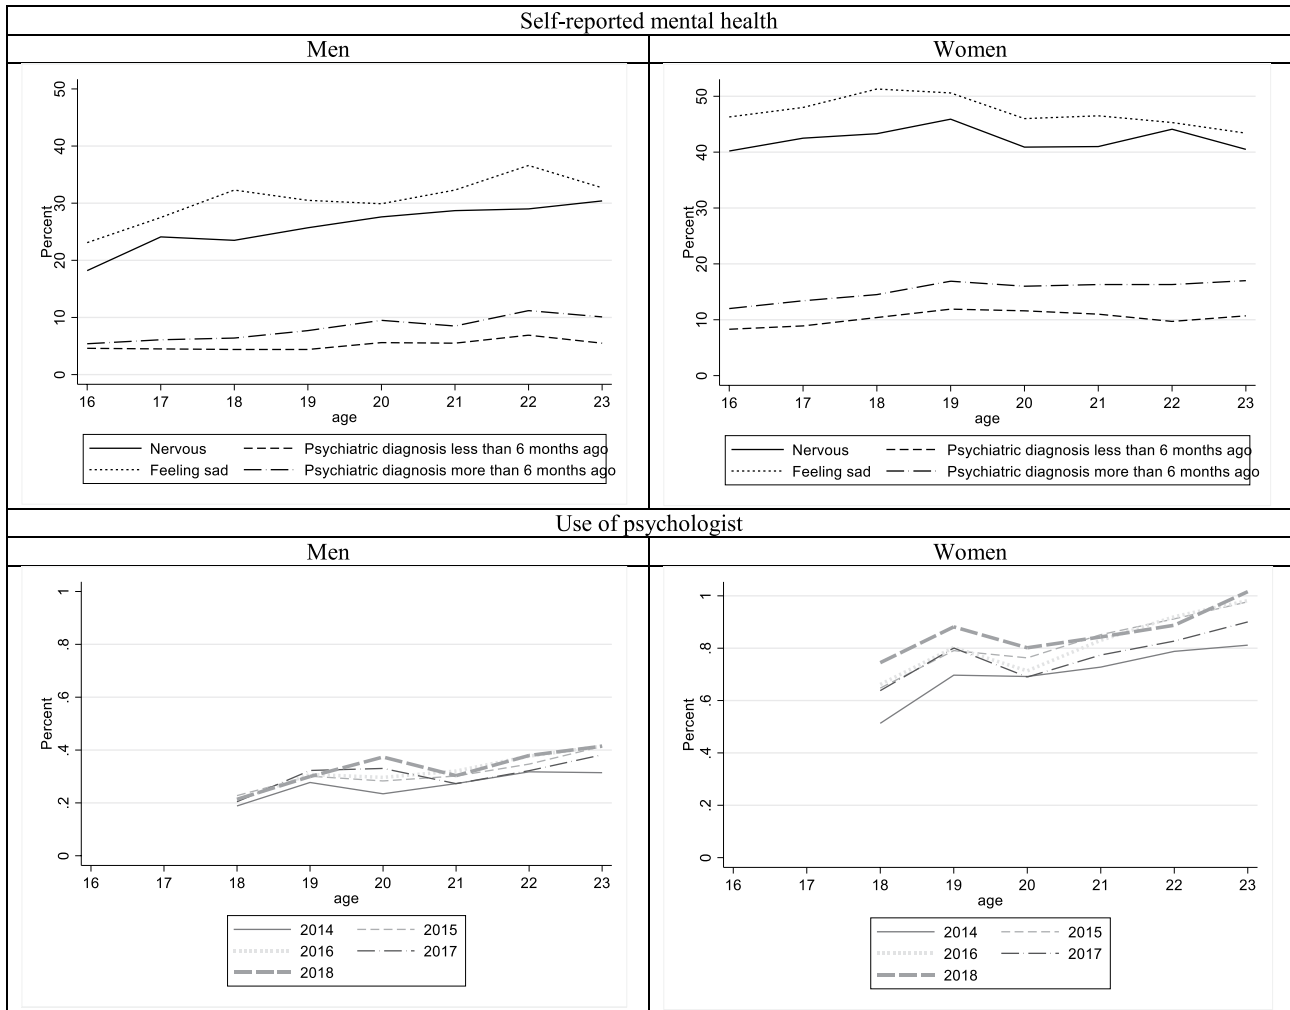 Self-reported mental health
Men
Women
Percent
50
40
30
20
10
0
16 17 18 19 20 21 22 23
age
Nervous
Psychiatric diagnosis less than 6 months ago
Feeling sad
Psychiatric diagnosis more than 6 months ago
Percent
50
40
30
20
10
0
16 17 18 19 20 21 22 23
age
Nervous
Psychiatric diagnosis less than 6 months ago
Feeling sad
Psychiatric diagnosis more than 6 months ago
Use of psychologist
Men
Women
Percent
1
.8
.6
.4
.2
0
16 17 18 19 20 21 22 23
age
2014 2015
2016 2017
2018
Percent
1
.8
.6
.4
.2
0
16 17 18 19 20 21 22 23
age
2014 2015
2016 2017
2018